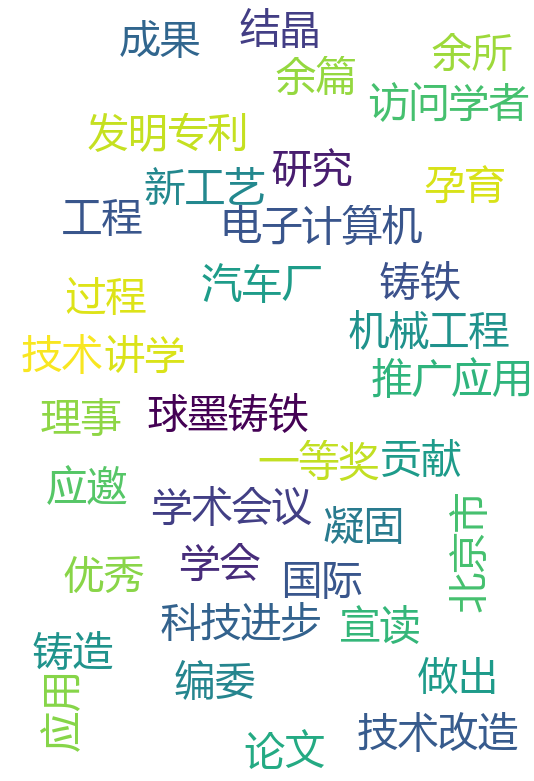 成果
结晶
余所
余篇
访问学者
发明专利
研究
新工艺
孕育
工程
电子计算机
汽车厂
铸铁
过程
机械工程
技术
讲学
推广应用
理事
球墨铸铁
一等奖
贡献
应邀
学术会议
凝固
北京市
学会
优秀
国际
科技进步
宣读
铸造
编委
做出
应用
论文
技术改造